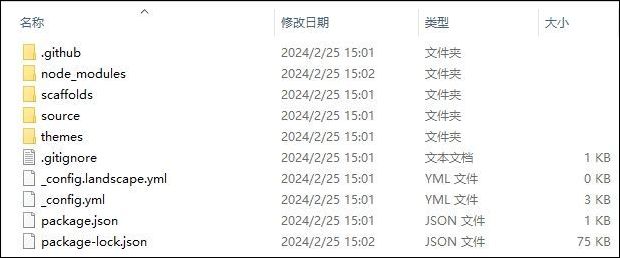 名称 修改日期 类型 大小
.github 2024/2/25 15:01 文件夹
node_modules 2024/2/25 15:02 文件夹
scaffolds 2024/2/25 15:01 文件夹
source 2024/2/25 15:01 文件夹
themes 2024/2/25 15:01 文件夹
.gitignore 2024/2/25 15:01 文本文档 1 KB
_config.landscape.yml 2024/2/25 15:01 YML 文件 0 KB
_config.yml 2024/2/25 15:01 YML 文件 3 KB
package.json 2024/2/25 15:01 JSON 文件 1 KB
package-lock.json 2024/2/25 15:02 JSON 文件 75 KB